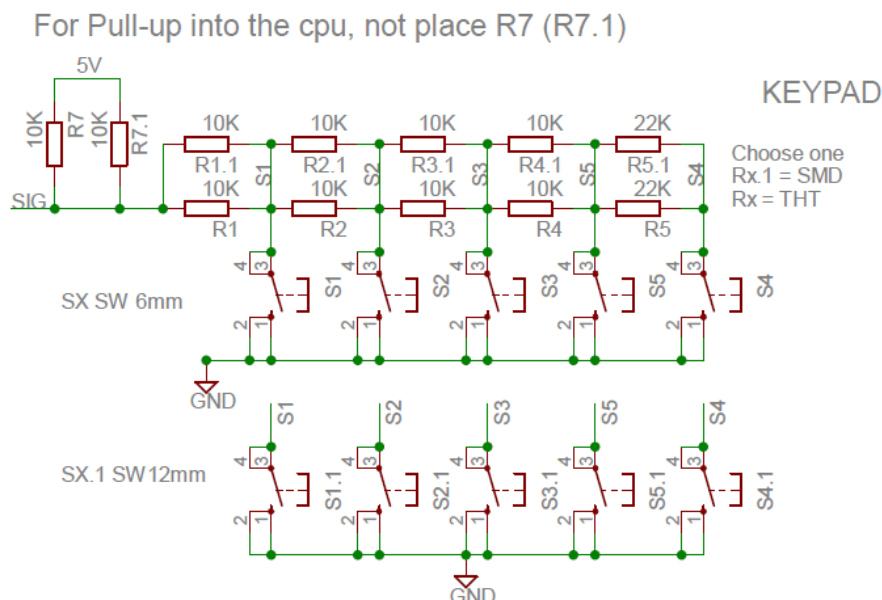 For Pull-up into the cpu, not place R7 (R7.1)
5V
KEYPAD
10K
R7
10K
R7.1
10K
10K
10K
10K
22K
R1.1
R2.1
R3.1
R4.1
R5.1
S1
S2
S3
S5
S4
Choose one
Rx.1 = SMD
Rx = THT
SIG
10K
10K
10K
10K
22K
R1
R2
R3
R4
R5
4 3
4 3
4 3
4 3
4 3
SX SW 6mm
S1
S2
S3
S5
S4
2 1
2 1
2 1
2 1
2 1
GND
S1
S2
S3
S5
S4
4 3
4 3
4 3
4 3
4 3
SX.1 SW12mm
S1.1
S2.1
S3.1
S5.1
S4.1
2 1
2 1
2 1
2 1
2 1
GND